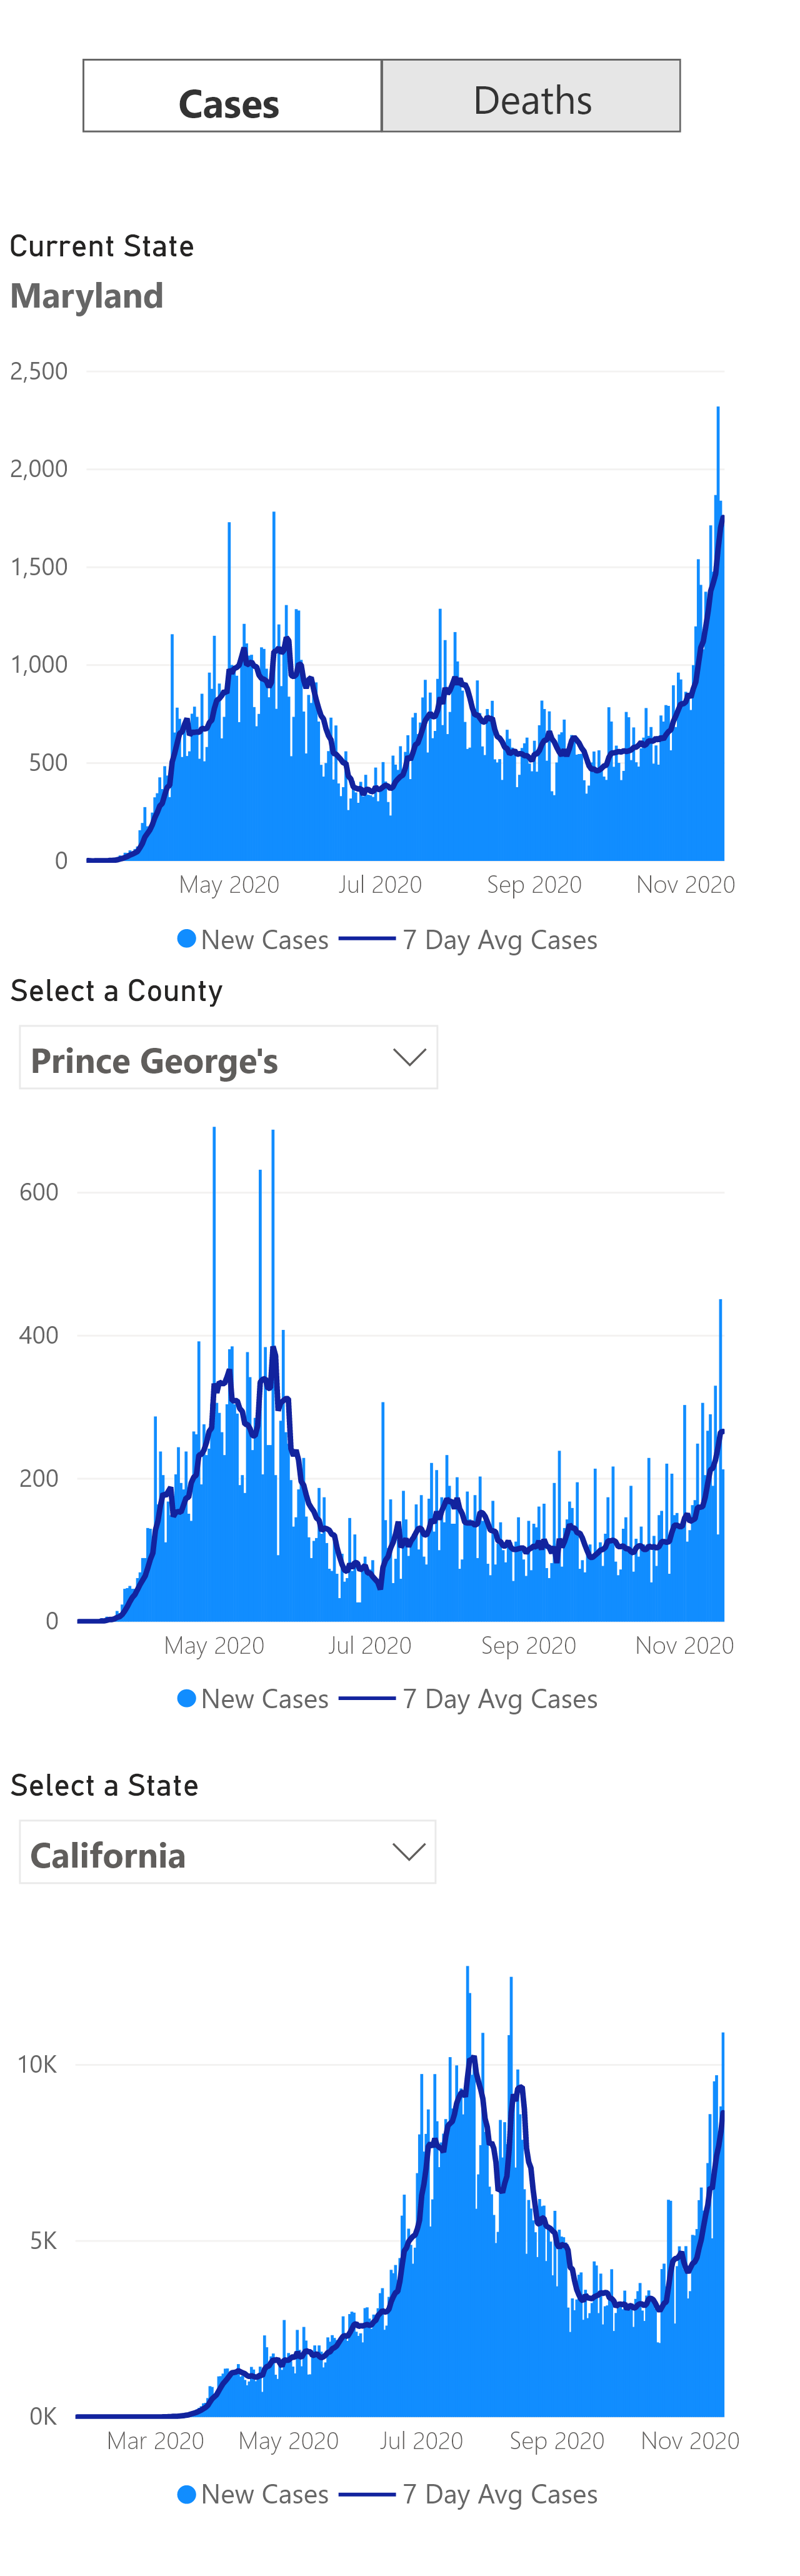 Cases Deaths
Current State
Maryland
2,500
2,000
1,500
1,000
500
0
May 2020 Jul 2020 Sep 2020 Nov 2020
New Cases 7 Day Avg Cases
Select a County
Prince George's
600
400
200
0
May 2020 Jul 2020 Sep 2020 Nov 2020
New Cases 7 Day Avg Cases
Select a State
California
10K
5K
0K
Mar 2020 May 2020 Jul 2020 Sep 2020 Nov 2020
New Cases 7 Day Avg Cases